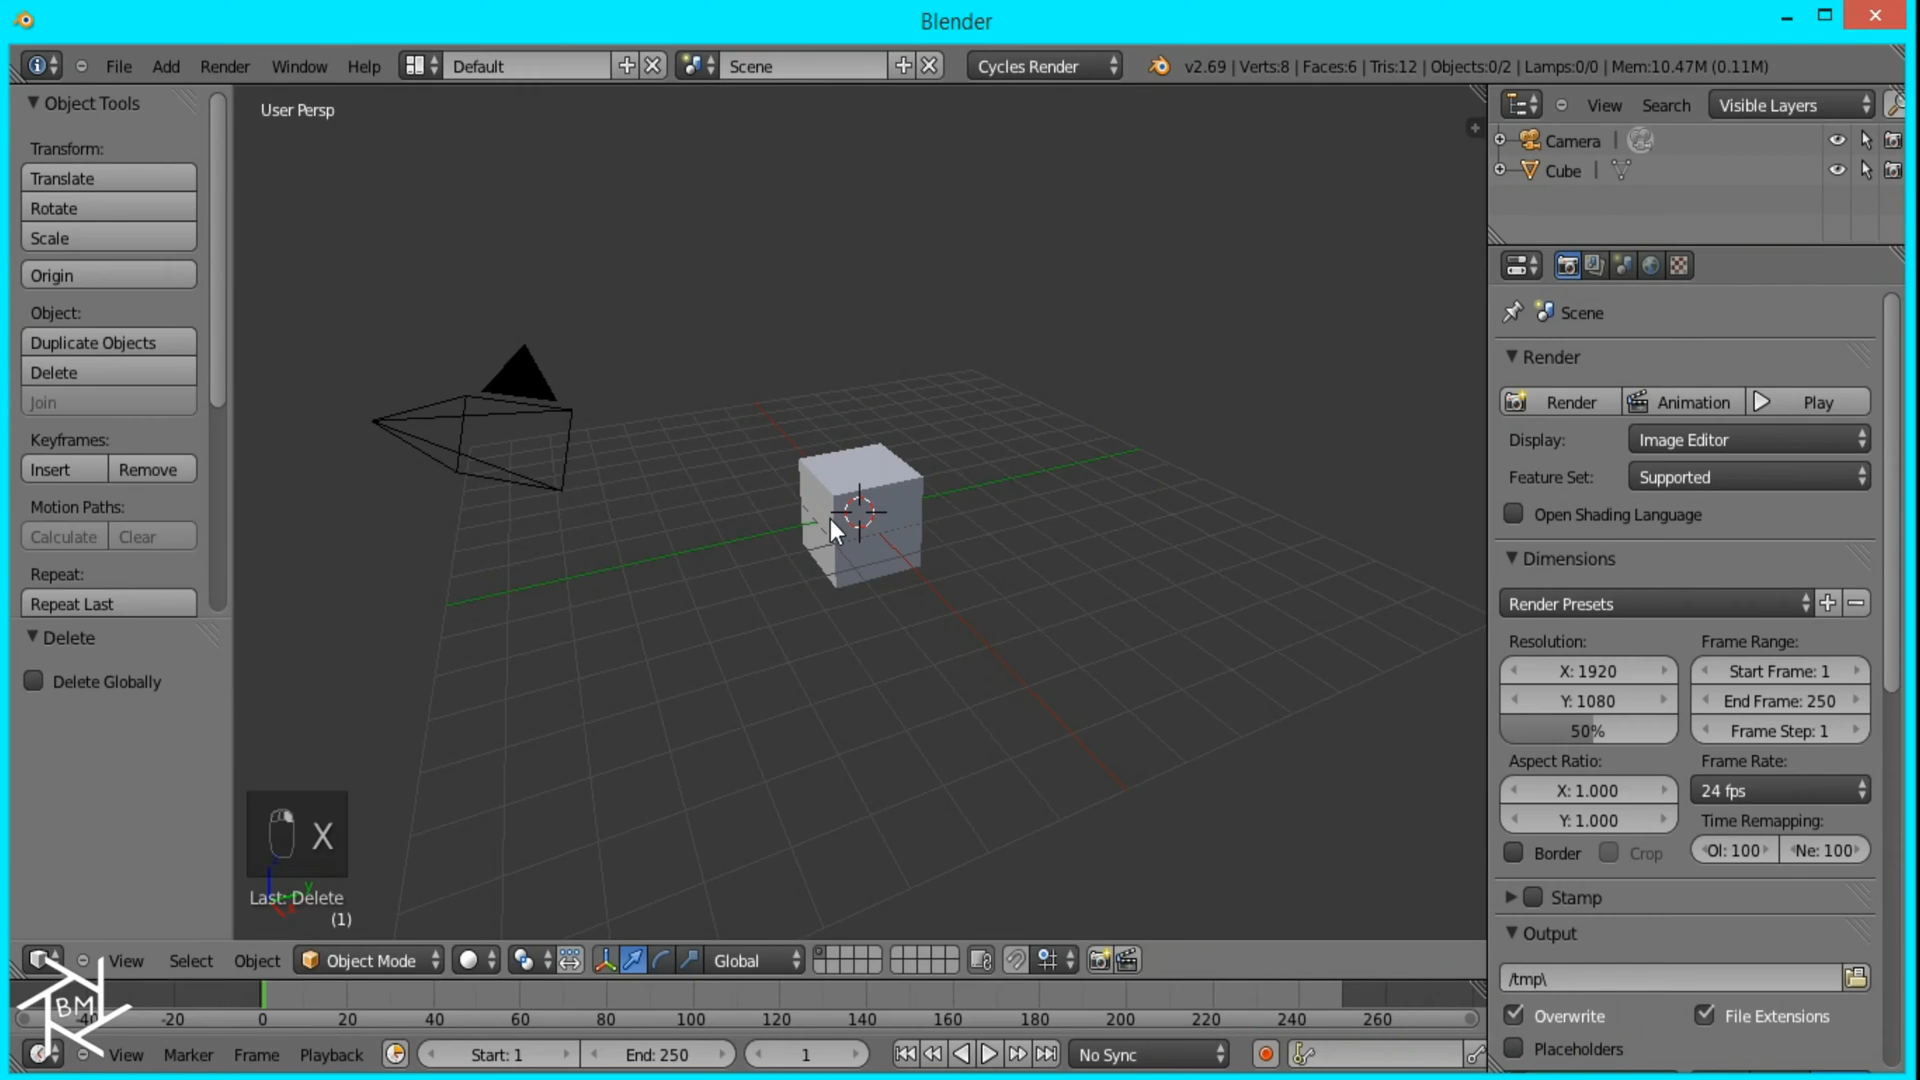 Blender
File Add Render Window Help Default Scene Cycles Render v2.69 | Verts:8 | Faces:6 | Tris:12 | Objects:0/2 | Lamps:0/0 | Mem:10.47M (0.11M)
Object Tools
Transform:
Translate
Rotate
Scale
Origin
Object:
Duplicate Objects
Delete
Join
Keyframes:
Insert Remove
Motion Paths:
Calculate Clear
Repeat:
Repeat Last
Delete
Delete Globally
User Persp
X
Last: Delete
(1)
View Search Visible Layers
Camera
Cube
Scene
Render
Render Animation Play
Display: Image Editor
Feature Set: Supported
Open Shading Language
Dimensions
Render Presets
Resolution: Frame Range:
X: 1920 Start Frame: 1
Y: 1080 End Frame: 250
50% Frame Step: 1
Aspect Ratio: Frame Rate:
X: 1.000 24 fps
Y: 1.000 Time Remapping:
Border Crop Ol: 100 Ne: 100
Stamp
Output
/tmp\
Overwrite File Extensions
Placeholders
View Select Object Object Mode Global
BM
-40 -20 0 20 40 60 80 100 120 140 160 180 200 220 240 260
View Marker Frame Playback Start: 1 End: 250 1 No Sync